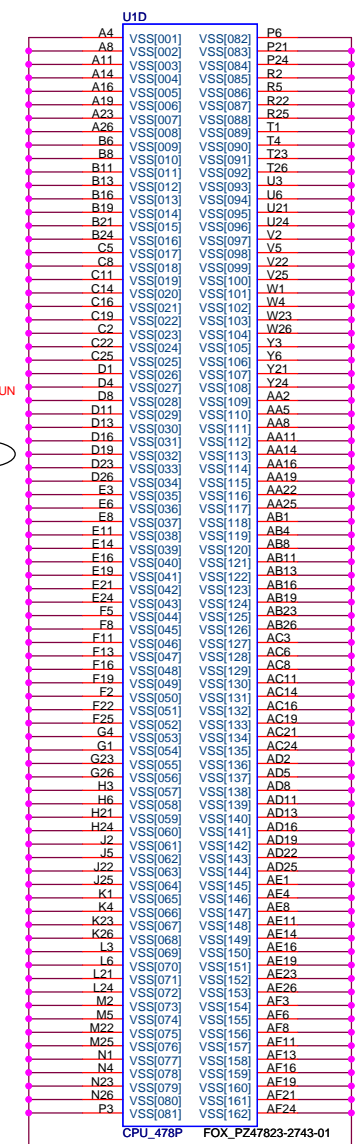 U1D
A4 VSS[001] VSS[082] P6
A8 VSS[002] VSS[083] P21
A11 VSS[003] VSS[084] P24
A14 VSS[004] VSS[085] R2
A16 VSS[005] VSS[086] R5
A19 VSS[006] VSS[087] R22
A23 VSS[007] VSS[088] R25
A26 VSS[008] VSS[089] T1
B6 VSS[009] VSS[090] T4
B8 VSS[010] VSS[091] T23
B11 VSS[011] VSS[092] T26
B13 VSS[012] VSS[093] U3
B16 VSS[013] VSS[094] U6
B19 VSS[014] VSS[095] U21
B21 VSS[015] VSS[096] U24
B24 VSS[016] VSS[097] V2
C5 VSS[017] VSS[098] V5
C8 VSS[018] VSS[099] V22
C11 VSS[019] VSS[100] V25
C14 VSS[020] VSS[101] W1
C16 VSS[021] VSS[102] W4
C19 VSS[022] VSS[103] W23
C2 VSS[023] VSS[104] W26
C22 VSS[024] VSS[105] Y3
C25 VSS[025] VSS[106] Y6
D1 VSS[026] VSS[107] Y21
D4 VSS[027] VSS[108] Y24
UN
D8 VSS[028] VSS[109] AA2
D11 VSS[029] VSS[110] AA5
D13 VSS[030] VSS[111] AA8
D16 VSS[031] VSS[112] AA11
D19 VSS[032] VSS[113] AA14
D23 VSS[033] VSS[114] AA16
D26 VSS[034] VSS[115] AA19
E3 VSS[035] VSS[116] AA22
E6 VSS[036] VSS[117] AA25
E8 VSS[037] VSS[118] AB1
E11 VSS[038] VSS[119] AB4
E14 VSS[039] VSS[120] AB8
E16 VSS[040] VSS[121] AB11
E19 VSS[041] VSS[122] AB13
E21 VSS[042] VSS[123] AB16
E24 VSS[043] VSS[124] AB19
F5 VSS[044] VSS[125] AB23
F8 VSS[045] VSS[126] AB26
F11 VSS[046] VSS[127] AC3
F13 VSS[047] VSS[128] AC6
F16 VSS[048] VSS[129] AC8
F19 VSS[049] VSS[130] AC11
F2 VSS[050] VSS[131] AC14
F22 VSS[051] VSS[132] AC16
F25 VSS[052] VSS[133] AC19
G4 VSS[053] VSS[134] AC21
G1 VSS[054] VSS[135] AC24
G23 VSS[055] VSS[136] AD2
G26 VSS[056] VSS[137] AD5
H3 VSS[057] VSS[138] AD8
H6 VSS[058] VSS[139] AD11
H21 VSS[059] VSS[140] AD13
H24 VSS[060] VSS[141] AD16
J2 VSS[061] VSS[142] AD19
J5 VSS[062] VSS[143] AD22
J22 VSS[063] VSS[144] AD25
J25 VSS[064] VSS[145] AE1
K1 VSS[065] VSS[146] AE4
K4 VSS[066] VSS[147] AE8
K23 VSS[067] VSS[148] AE11
K26 VSS[068] VSS[149] AE14
L3 VSS[069] VSS[150] AE16
L6 VSS[070] VSS[151] AE19
L21 VSS[071] VSS[152] AE23
L24 VSS[072] VSS[153] AE26
M2 VSS[073] VSS[154] AF3
M5 VSS[074] VSS[155] AF6
M22 VSS[075] VSS[156] AF8
M25 VSS[076] VSS[157] AF11
N1 VSS[077] VSS[158] AF13
N4 VSS[078] VSS[159] AF16
N23 VSS[079] VSS[160] AF19
N26 VSS[080] VSS[161] AF21
P3 VSS[081] VSS[162] AF24
CPU_478P FOX_PZ47823-2743-01